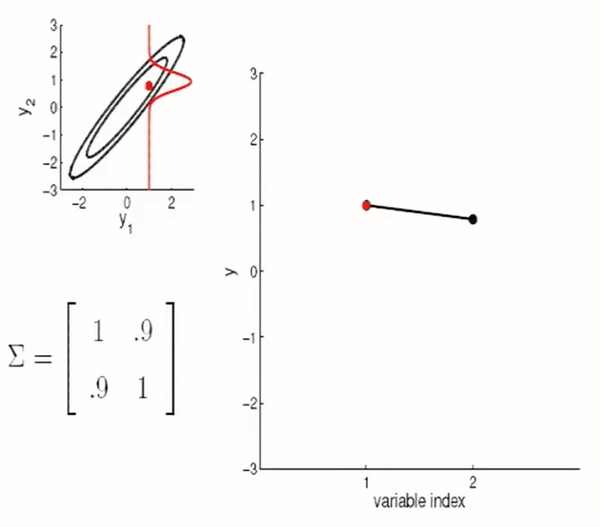 3
2
1
0
−1
−2
−3
y₂
−2 0 2
y₁
Σ = [ 1 .9
.9 1 ]
3
2
1
0
−1
−2
−3
y
1 2
variable index